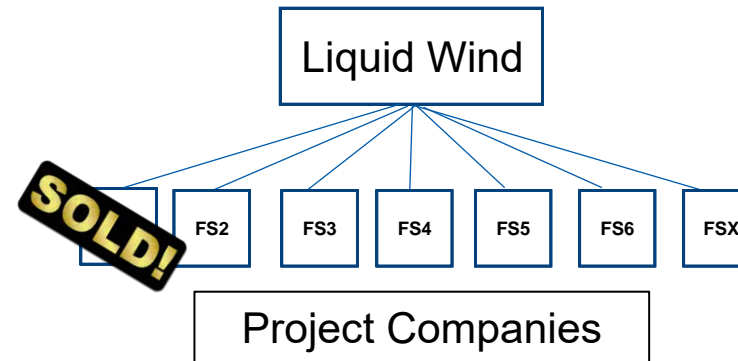 Liquid Wind
SOLD!
FS2
FS3
FS4
FS5
FS6
FSX
Project Companies